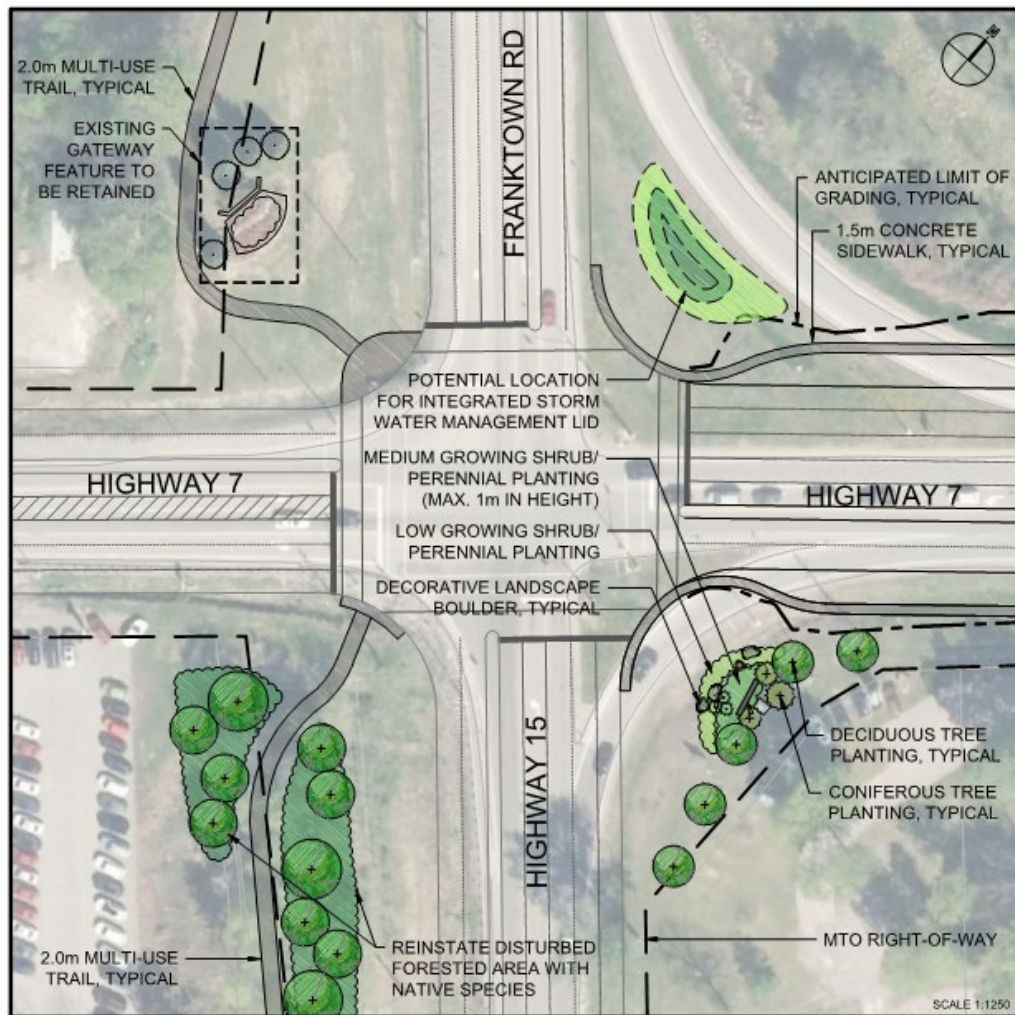 N
2.0m MULTI-USE
TRAIL, TYPICAL
EXISTING
GATEWAY
FEATURE TO
BE RETAINED
FRANKTOWN RD
ANTICIPATED LIMIT OF
GRADING, TYPICAL
1.5m CONCRETE
SIDEWALK, TYPICAL
POTENTIAL LOCATION
FOR INTEGRATED STORM
WATER MANAGEMENT LID
MEDIUM GROWING SHRUB/
PERENNIAL PLANTING
(MAX. 1m IN HEIGHT)
HIGHWAY 7
HIGHWAY 7
LOW GROWING SHRUB/
PERENNIAL PLANTING
DECORATIVE LANDSCAPE
BOULDER, TYPICAL
HIGHWAY 15
DECIDUOUS TREE
PLANTING, TYPICAL
CONIFEROUS TREE
PLANTING, TYPICAL
2.0m MULTI-USE
TRAIL, TYPICAL
REINSTATE DISTURBED
FORESTED AREA WITH
NATIVE SPECIES
MTO RIGHT-OF-WAY
SCALE 1:1250